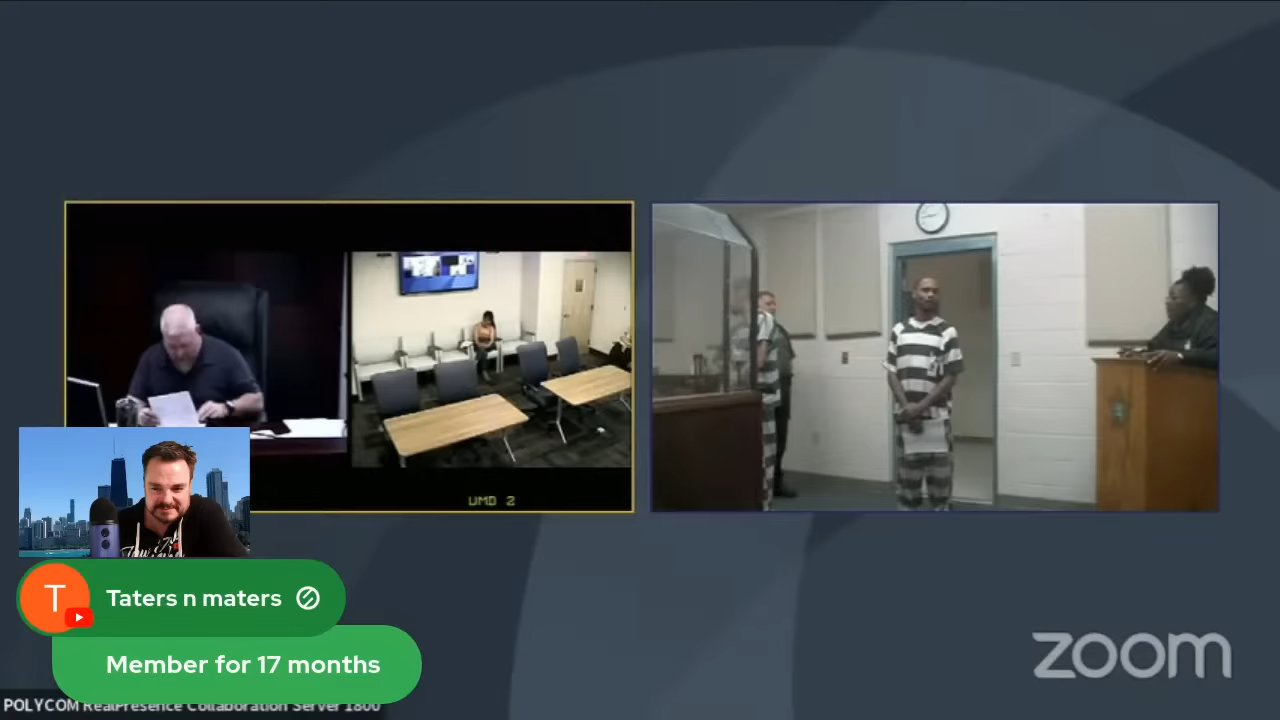 UMD 2
T
Taters n maters
Member for 17 months
zoom
POLYCOM RealPresence Collaboration Server 1800